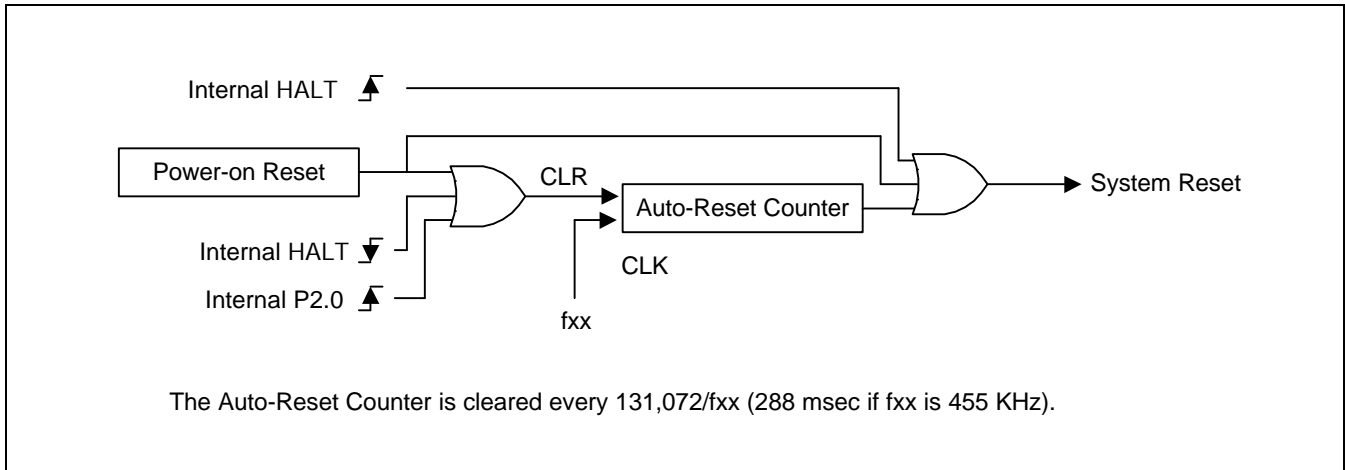 Internal HALT
Power-on Reset
CLR
System Reset
Auto-Reset Counter
Internal HALT
CLK
Internal P2.0
fxx
The Auto-Reset Counter is cleared every 131,072/fxx (288 msec if fxx is 455 KHz).